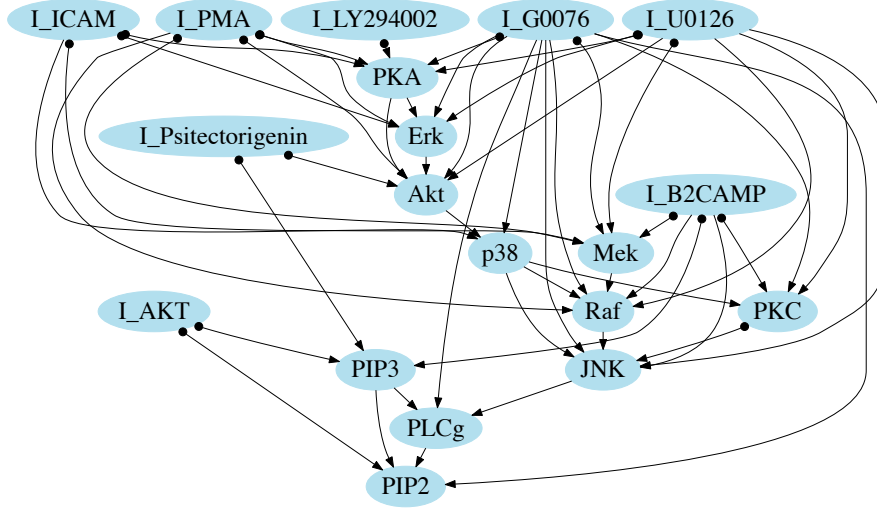 I_ICAM
I_PMA
I_LY294002
I_G0076
I_U0126
PKA
Erk
I_Psitectorigenin
Akt
I_B2CAMP
p38
Mek
I_AKT
Raf
PKC
PIP3
JNK
PLCg
PIP2